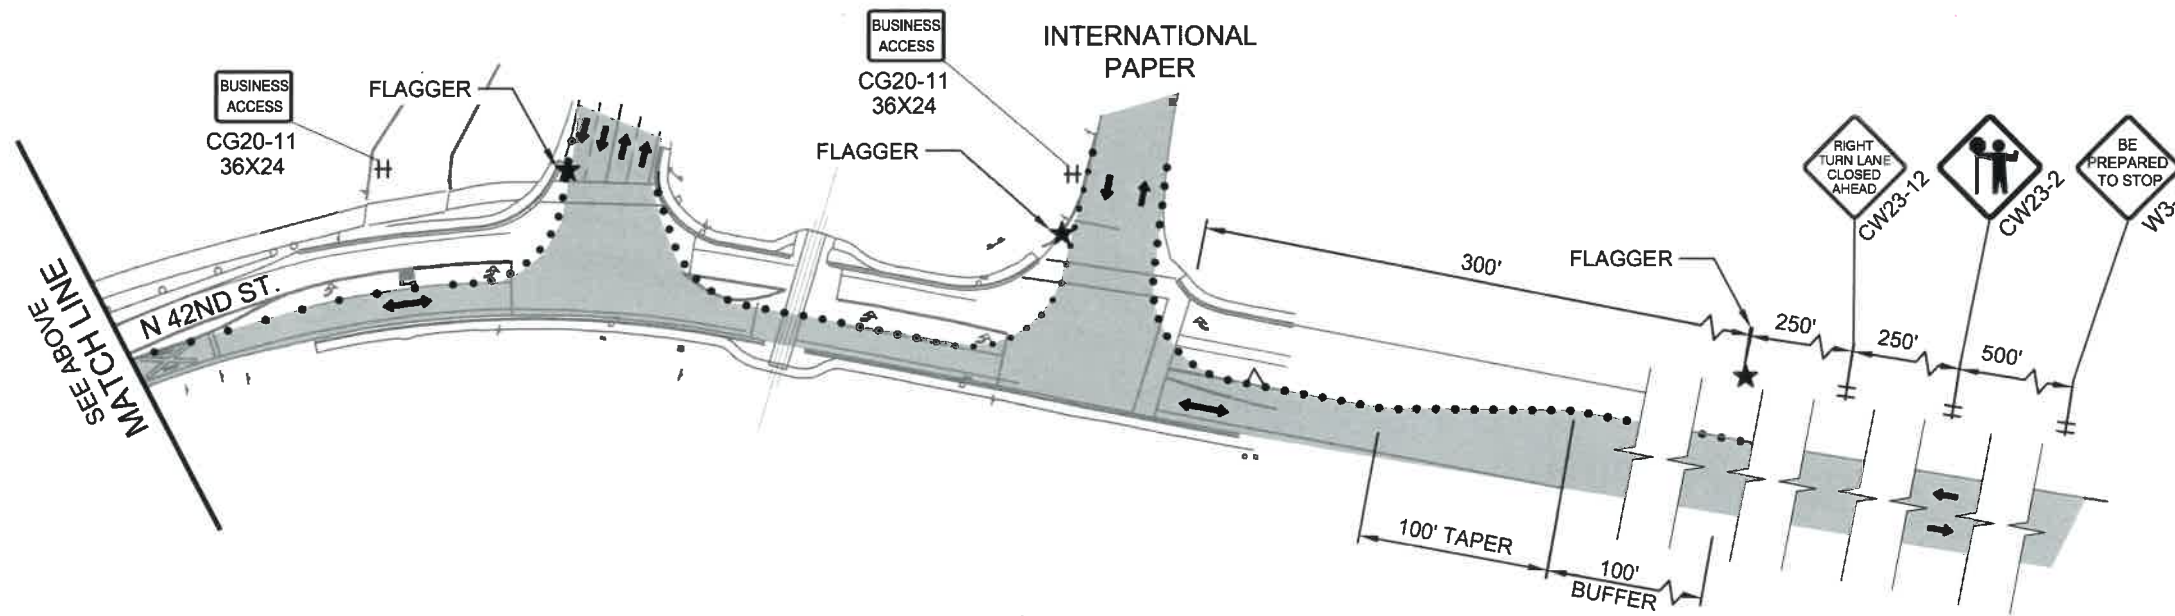 BUSINESS
ACCESS
CG20-11
36X24
FLAGGER
BUSINESS
ACCESS
CG20-11
36X24
INTERNATIONAL
PAPER
FLAGGER
300'
FLAGGER
250'
250'
500'
RIGHT
TURN LANE
CLOSED
AHEAD
CW23-12
CW23-2
BE
PREPARED
TO STOP
W3-
N 42ND ST.
SEE ABOVE
MATCH LINE
100' TAPER
100'
BUFFER